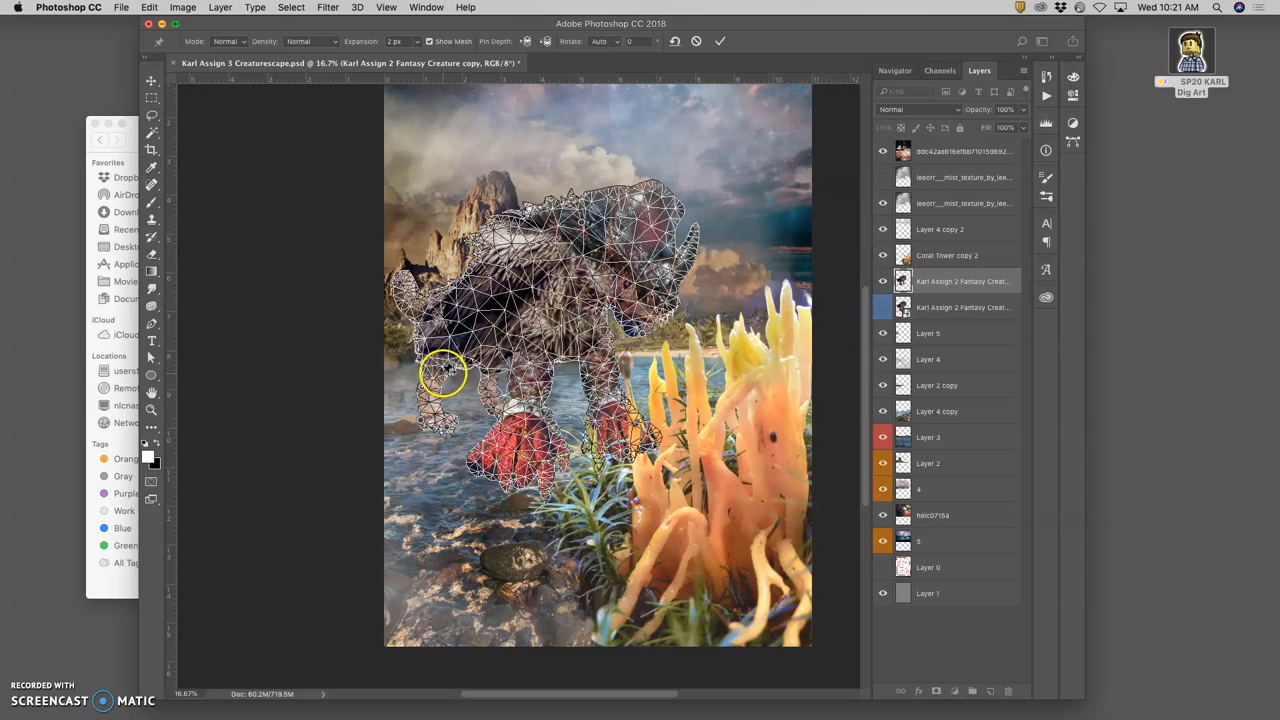 Photoshop CC File Edit Image Layer Type Select Filter 3D View Window Help Wed 10:21 AM
Adobe Photoshop CC 2018
Mode: Normal Density: Normal Expansion: 2 px Show Mesh Pin Depth: Rotate: Auto 0
Karl Assign 3 Creaturescape.psd @ 16.7% (Karl Assign 2 Fantasy Creature copy, RGB/8*) *
SP20 KARL
Dig Art
Navigator Channels Layers
Kind
Normal Opacity: 100%
Lock: Fill: 100%
ddc42aeb16efbb71015d692...
leeorr__mist_texture_by_lee...
leeorr__mist_texture_by_lee...
Layer 4 copy 2
Coral Tower copy 2
Karl Assign 2 Fantasy Creat...
Karl Assign 2 Fantasy Creat...
Layer 5
Layer 4
Layer 2 copy
Layer 4 copy
Layer 3
Layer 2
4
heic0715a
5
Layer 0
Layer 1
Favorites
Dropb
AirDro
Downl
Recen
Deskto
Applic
Movie
Docun
iCloud
iCloud
Locations
users1
Remot
nlcnas
Netwo
Tags
Orang
Gray
Purple
Work
Blue
Green
All Tag
16.67% Doc: 60.2M/719.5M
RECORDED WITH
SCREENCAST MATIC